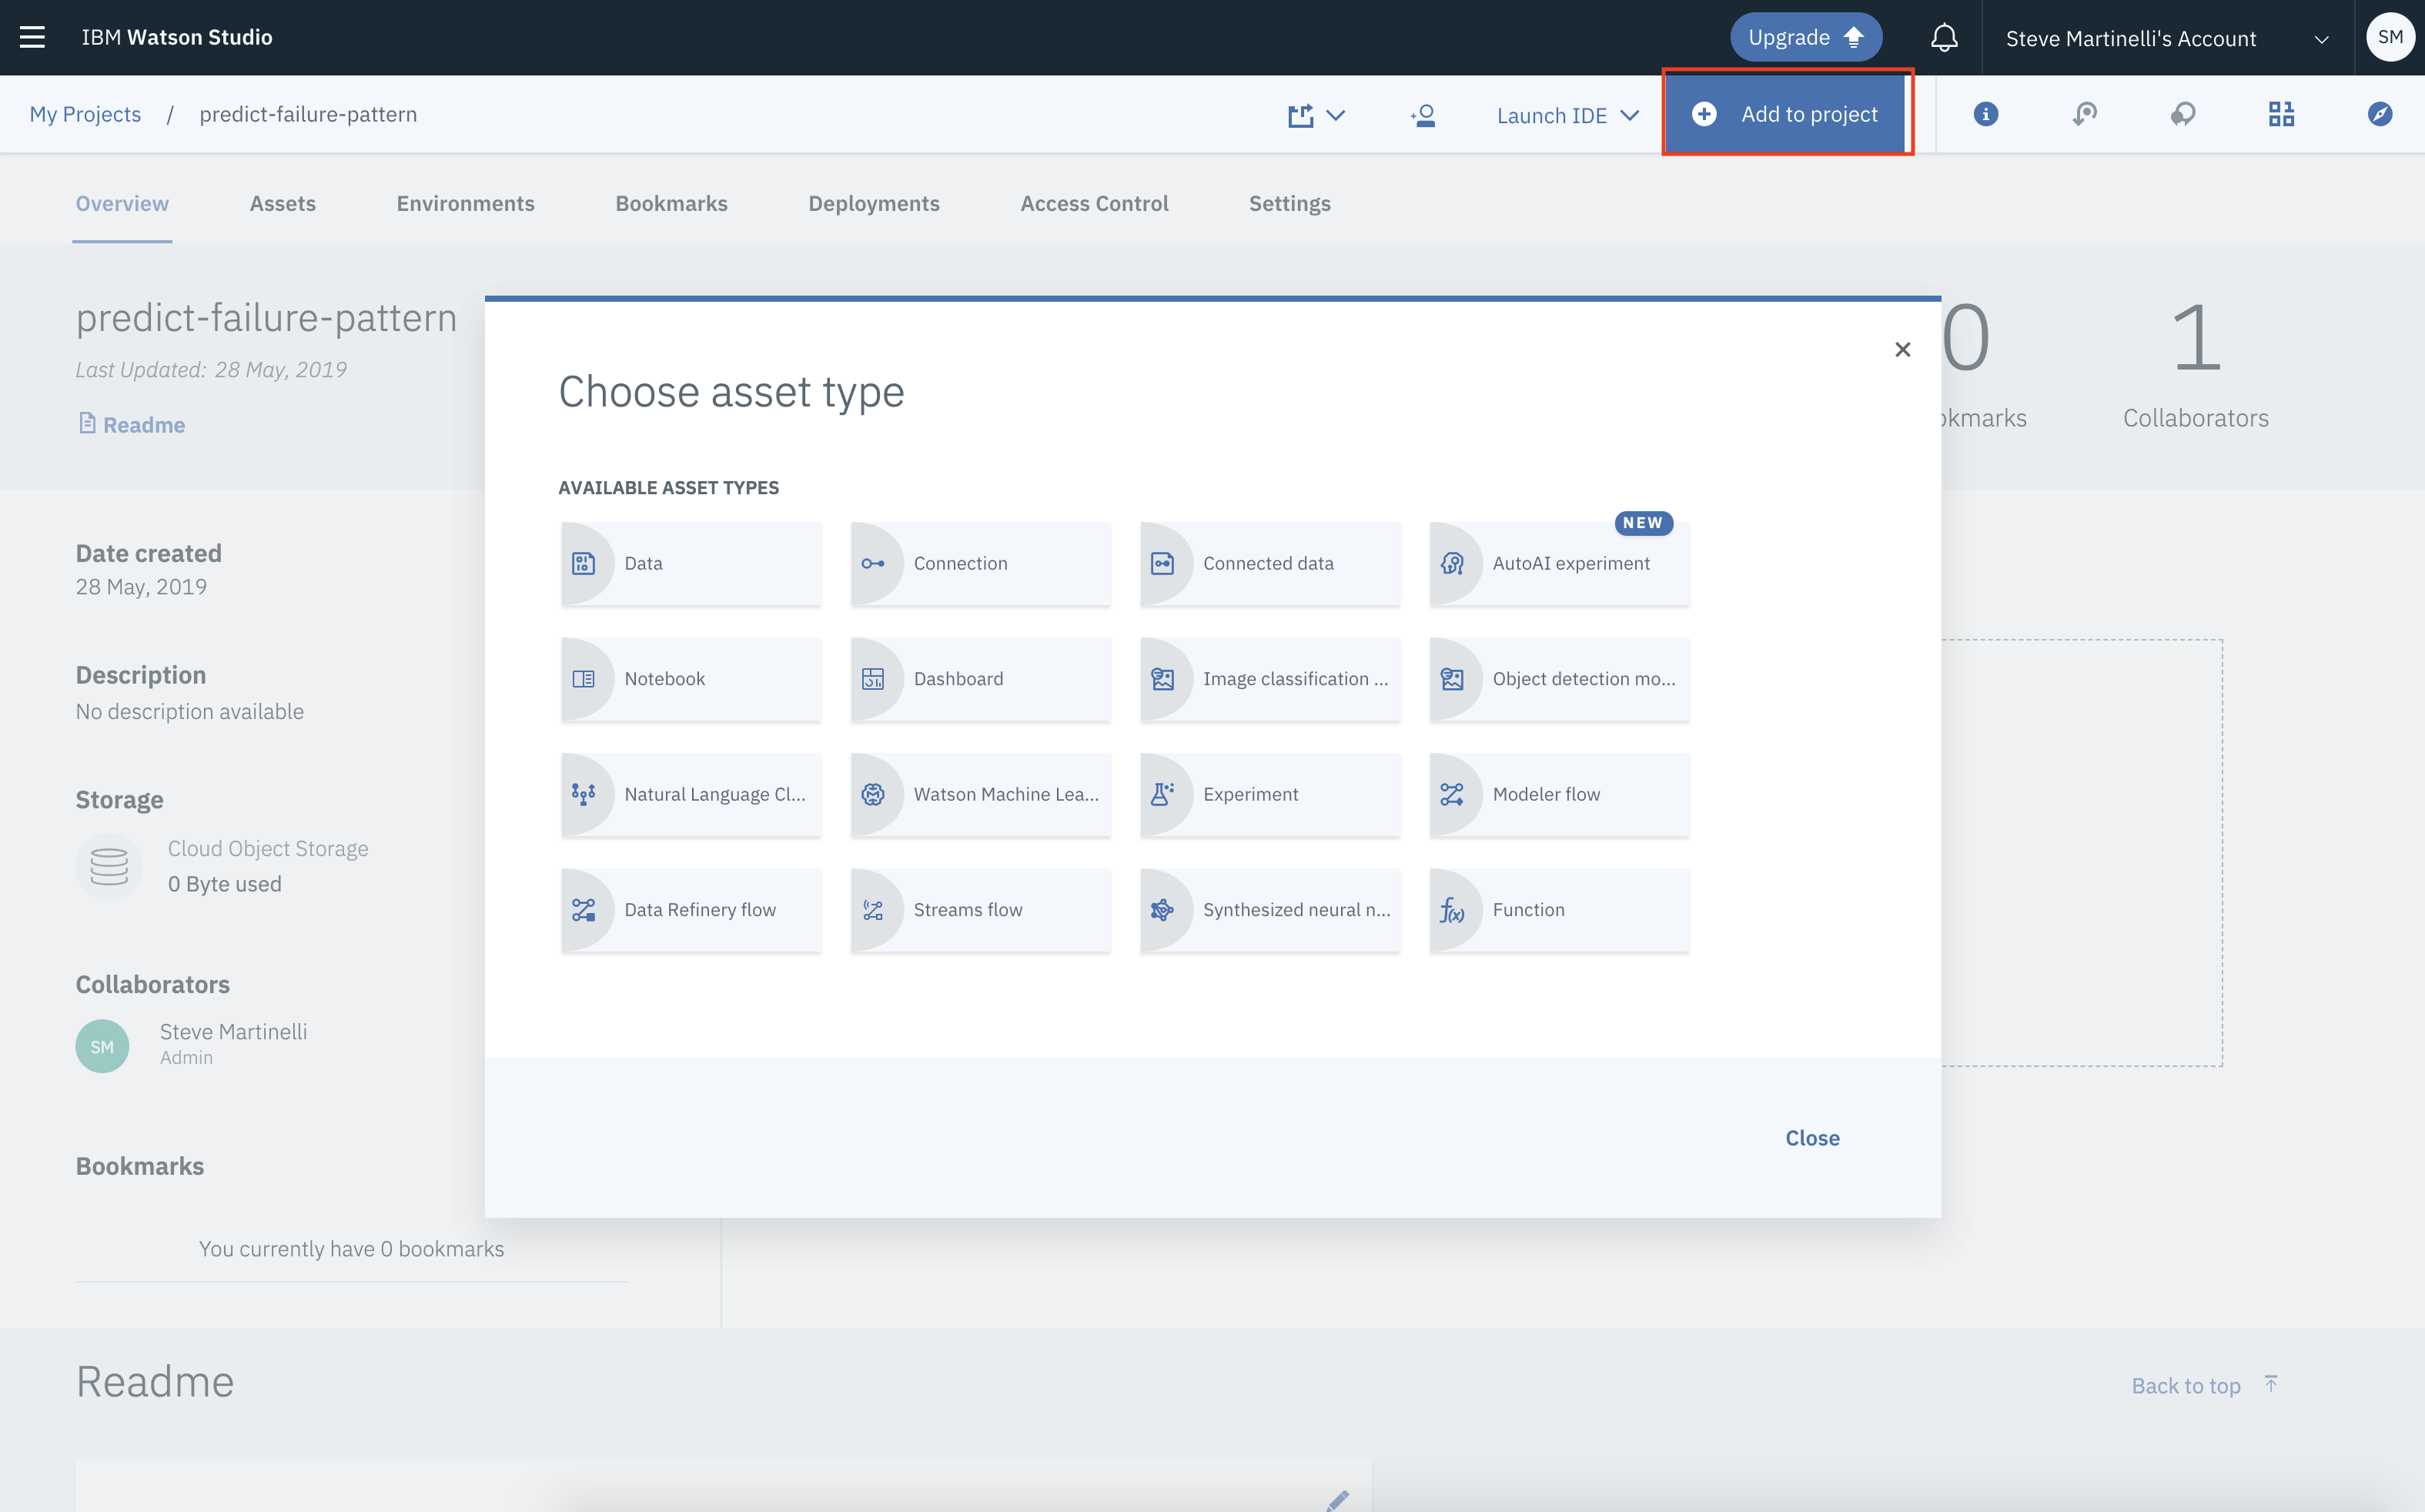 IBM Watson Studio
Upgrade
Steve Martinelli's Account
SM
My Projects / predict-failure-pattern
Launch IDE
Add to project
Overview
Assets
Environments
Bookmarks
Deployments
Access Control
Settings
predict-failure-pattern
Last Updated: 28 May, 2019
Readme
0
okmarks
1
Collaborators
Date created
28 May, 2019
Description
No description available
Storage
Cloud Object Storage
0 Byte used
Collaborators
SM
Steve Martinelli
Admin
Bookmarks
You currently have 0 bookmarks
Choose asset type
AVAILABLE ASSET TYPES
Data
Connection
Connected data
NEW
AutoAI experiment
Notebook
Dashboard
Image classification ...
Object detection mo...
Natural Language Cl...
Watson Machine Lea...
Experiment
Modeler flow
Data Refinery flow
Streams flow
Synthesized neural n...
f(x)
Function
Close
Readme
Back to top